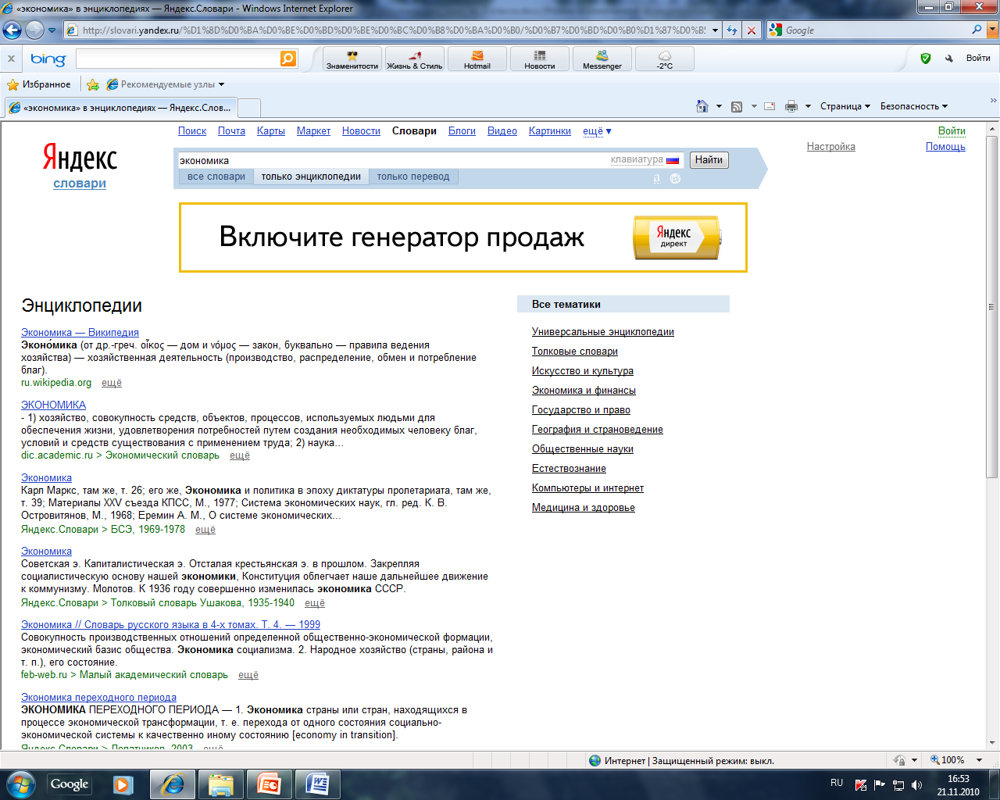 «экономика» в энциклопедиях — Яндекс.Словари - Windows Internet Explorer
http://slovari.yandex.ru/%D1%8D%D0%BA%D0%BE%D0%BD%D0%BE%D0%BC%D0%B8%D0%BA%D0%B0/%D0%B7%D0%BD%D0%B0%D1%87%D0%B5
Google
x
bing
Знаменитости
Жизнь & Стиль
Hotmail
Новости
Messenger
-2°C
Войти
Избранное
Рекомендуемые узлы
«экономика» в энциклопедиях — Яндекс.Слов...
Страница
Безопасность
»
Поиск Почта Карты Маркет Новости Словари Блоги Видео Картинки ещё ▼
Войти
Настройка
Помощь
Яндекс
словари
экономика
клавиатура
Найти
все словари
только энциклопедии
только перевод
a
Включите генератор продаж
Яндекс
директ
Энциклопедии
Экономика — Википедия
Эконо́мика (от др.-греч. οἶκος — дом и νόμος — закон, буквально — правила ведения
хозяйства) — хозяйственная деятельность (производство, распределение, обмен и потребление
благ).
ru.wikipedia.org ещё
ЭКОНОМИКА
- 1) хозяйство, совокупность средств, объектов, процессов, используемых людьми для
обеспечения жизни, удовлетворения потребностей путем создания необходимых человеку благ,
условий и средств существования с применением труда; 2) наука...
dic.academic.ru > Экономический словарь ещё
Экономика
Карл Маркс, там же, т. 26; его же, Экономика и политика в эпоху диктатуры пролетариата, там же,
т. 39; Материалы XXV съезда КПСС, М., 1977; Система экономических наук, гл. ред. К. В.
Островитянов, М., 1968; Еремин А. М., О системе экономических...
Яндекс.Словари > БСЭ, 1969-1978 ещё
Экономика
Советская э. Капиталистическая э. Отсталая крестьянская э. в прошлом. Закрепляя
социалистическую основу нашей экономики, Конституция облегчает наше дальнейшее движение
к коммунизму. Молотов. К 1936 году совершенно изменилась экономика СССР.
Яндекс.Словари > Толковый словарь Ушакова, 1935-1940 ещё
Экономика // Словарь русского языка в 4-х томах. Т. 4. — 1999
Совокупность производственных отношений определенной общественно-экономической формации,
экономический базис общества. Экономика социализма. 2. Народное хозяйство (страны, района и
т. п.), его состояние.
feb-web.ru > Малый академический словарь ещё
Экономика переходного периода
ЭКОНОМИКА ПЕРЕХОДНОГО ПЕРИОДА — 1. Экономика страны или стран, находящихся в
процессе экономической трансформации, т. е. перехода от одного состояния социально-
экономической системы к качественно иному состоянию [economy in transition].
Яндекс.Словари > Лопатников, 2003 ещё
Все тематики
Универсальные энциклопедии
Толковые словари
Искусство и культура
Экономика и финансы
Государство и право
География и страноведение
Общественные науки
Естествознание
Компьютеры и интернет
Медицина и здоровье
Интернет | Защищенный режим: выкл.
100%
Google
RU
16:53
21.11.2010